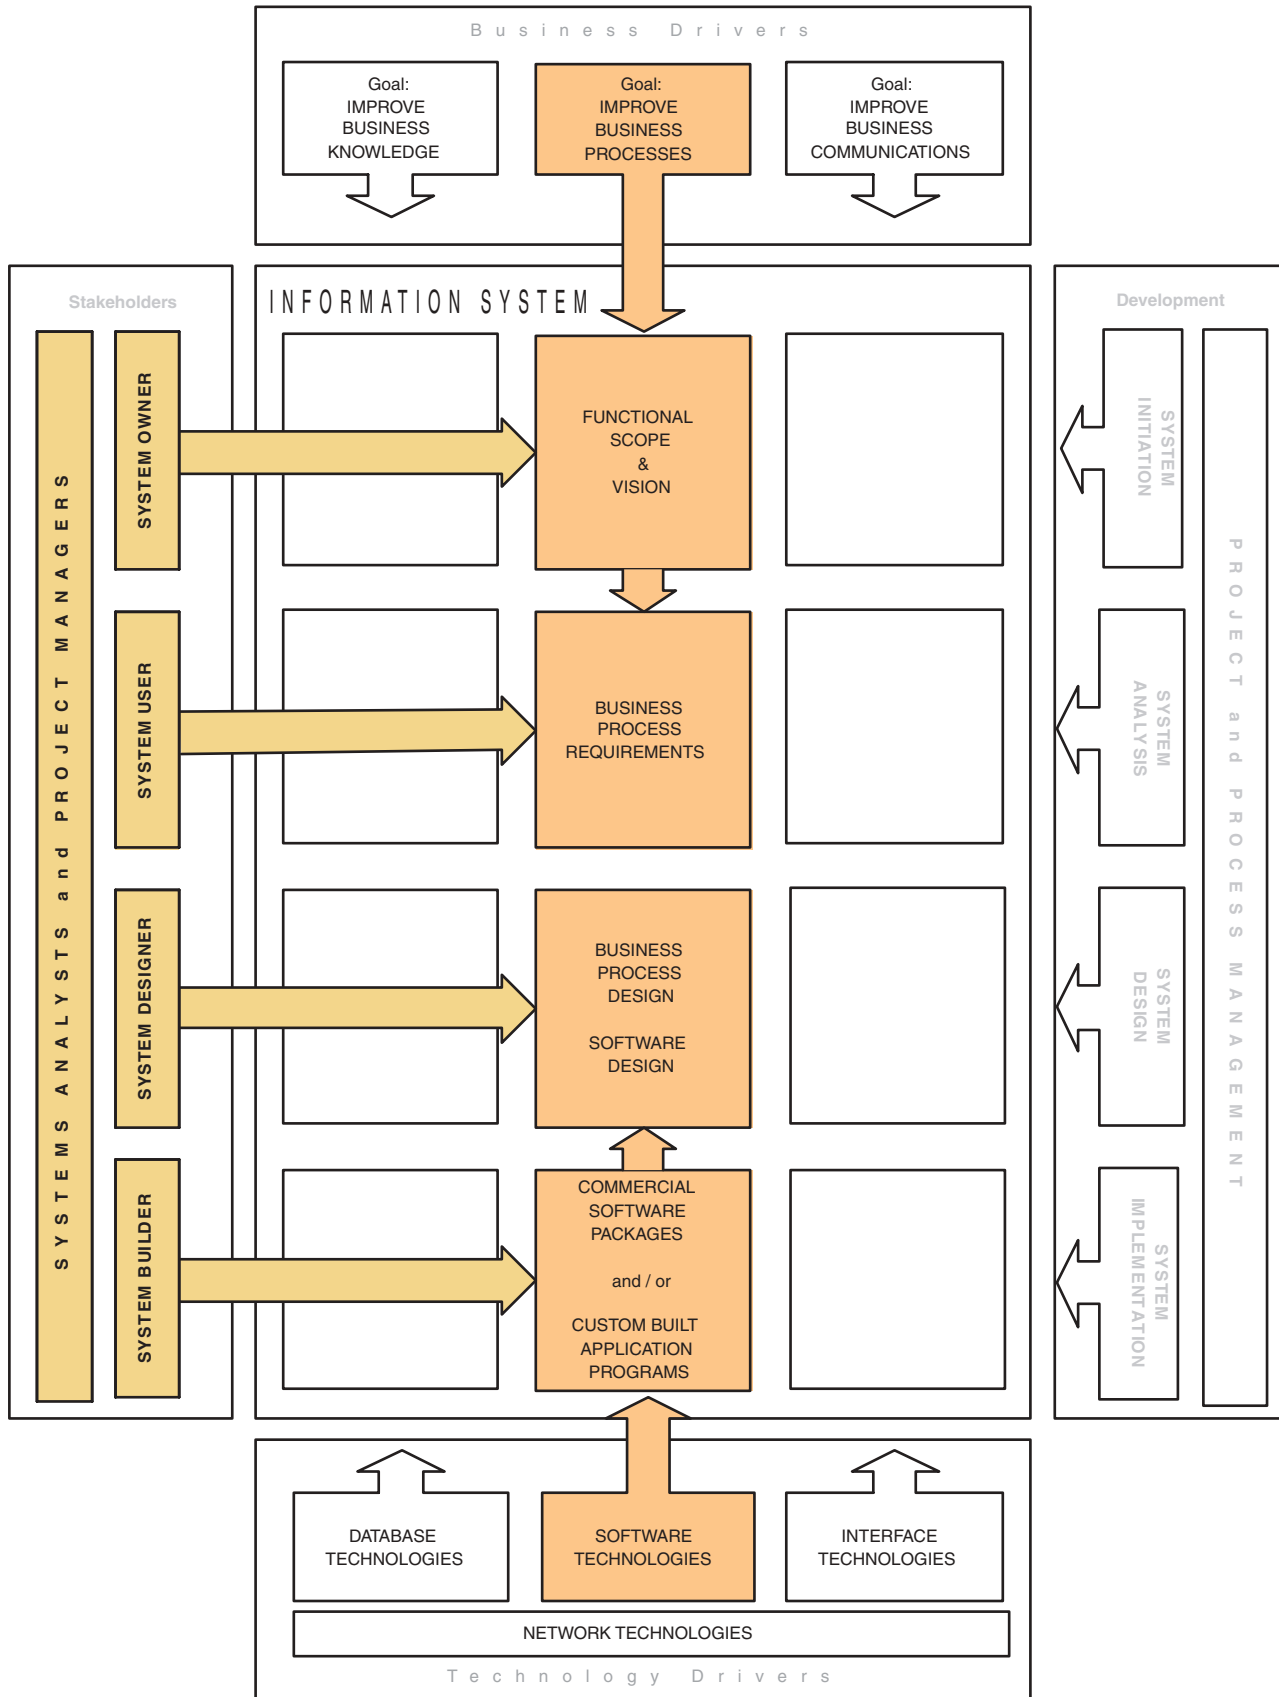 Business Drivers
Goal:
IMPROVE
BUSINESS
KNOWLEDGE
Goal:
IMPROVE
BUSINESS
PROCESSES
Goal:
IMPROVE
BUSINESS
COMMUNICATIONS
Stakeholders
SYSTEMS ANALYSTS and PROJECT MANAGERS
SYSTEM OWNER
SYSTEM USER
SYSTEM DESIGNER
SYSTEM BUILDER
INFORMATION SYSTEM
FUNCTIONAL
SCOPE
&
VISION
BUSINESS
PROCESS
REQUIREMENTS
BUSINESS
PROCESS
DESIGN
SOFTWARE
DESIGN
COMMERCIAL
SOFTWARE
PACKAGES
and / or
CUSTOM BUILT
APPLICATION
PROGRAMS
Development
SYSTEM
INITIATION
SYSTEM
ANALYSIS
SYSTEM
DESIGN
SYSTEM
IMPLEMENTATION
PROJECT and PROCESS MANAGEMENT
DATABASE
TECHNOLOGIES
SOFTWARE
TECHNOLOGIES
INTERFACE
TECHNOLOGIES
NETWORK TECHNOLOGIES
Technology Drivers